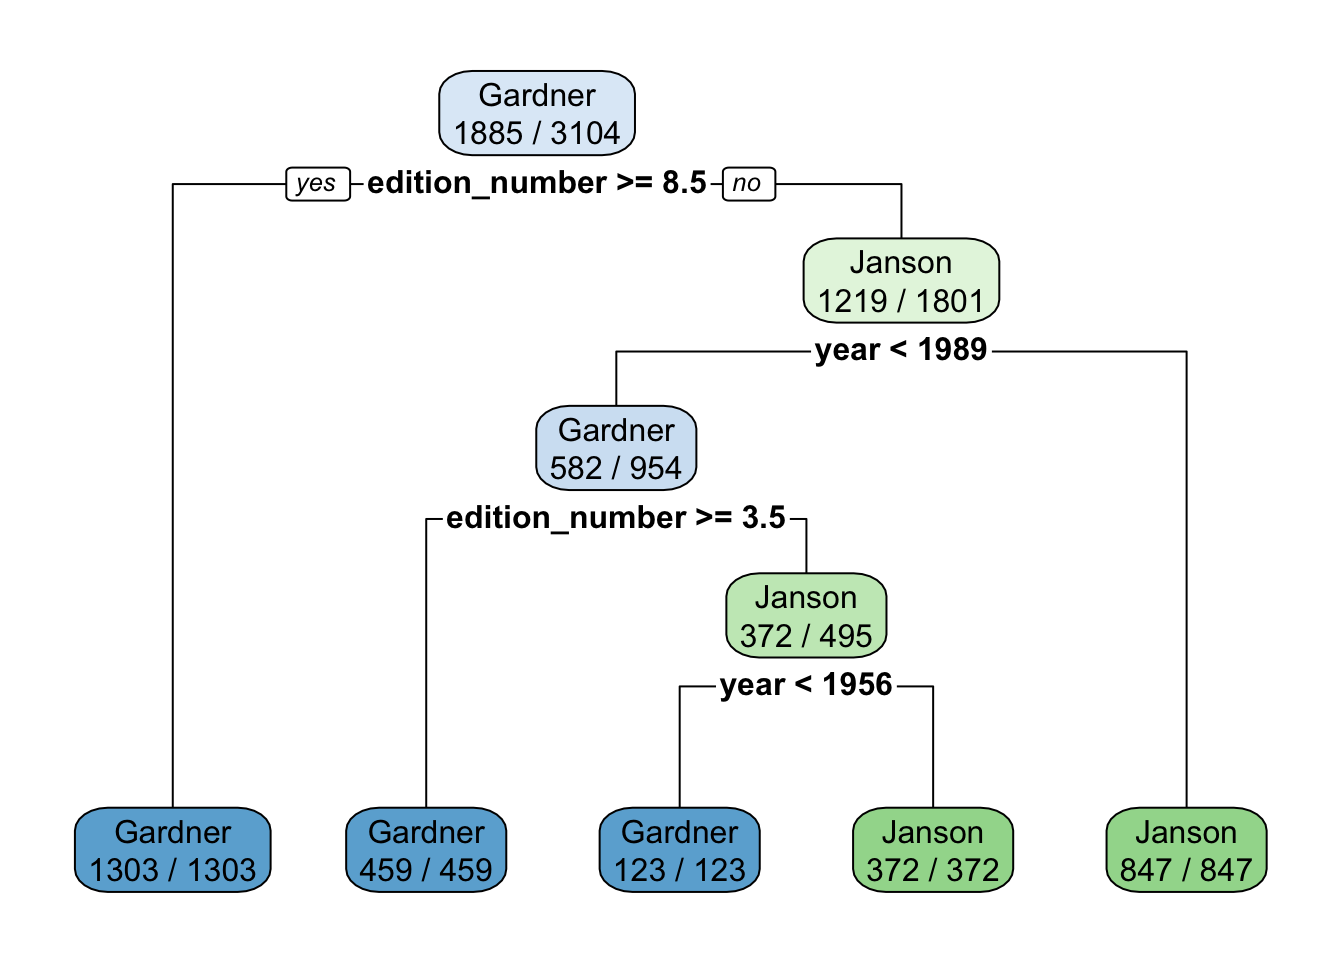 Gardner
1885 / 3104
yes
edition_number >= 8.5
no
Janson
1219 / 1801
year < 1989
Gardner
582 / 954
edition_number >= 3.5
Janson
372 / 495
year < 1956
Gardner
1303 / 1303
Gardner
459 / 459
Gardner
123 / 123
Janson
372 / 372
Janson
847 / 847